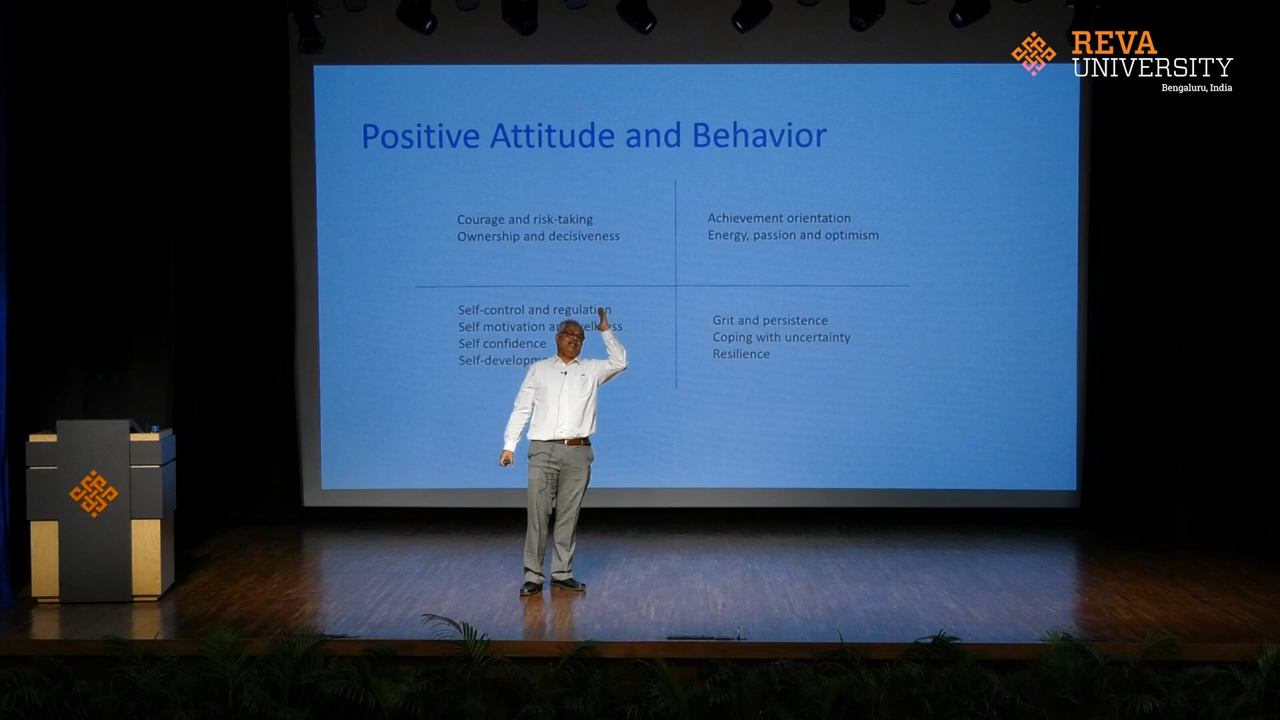 REVA
UNIVERSITY
Bengaluru, India
Positive Attitude and Behavior
Courage and risk-taking
Ownership and decisiveness
Achievement orientation
Energy, passion and optimism
Self-control and regulation
Self motivation
Self confidence
Grit and persistence
Coping with uncertainty
Resilience